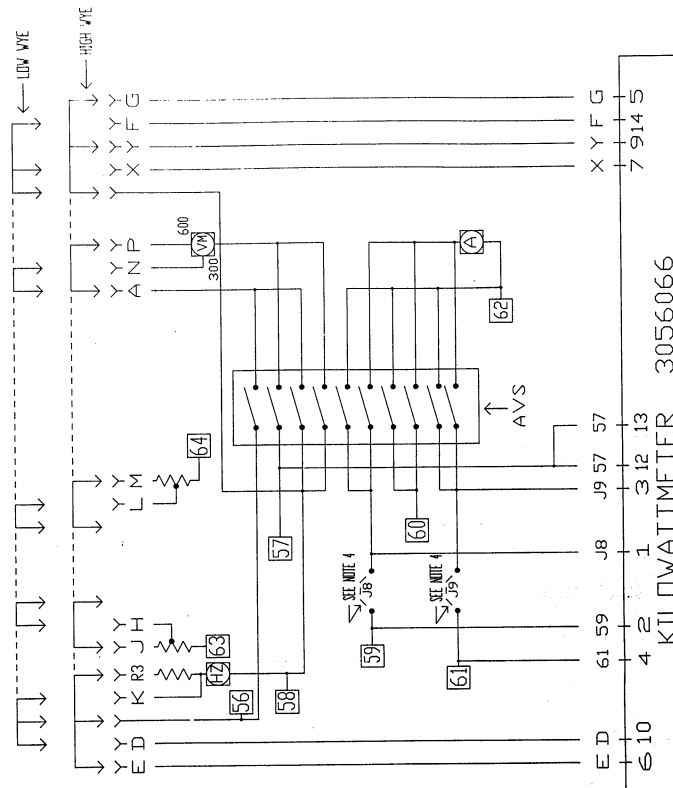 LOW WYE
HIGH WYE
Y G
Y F
Y Y
Y X
Y
Y P
Y N
Y A
600
VM
300
Y M
Y L
64
Y H
Y J
63
Y R3
Y K
HZ
Y
56
58
Y D
Y E
57
60
62
A
AVS
SEE NOTE 4
J8
59
SEE NOTE 4
J9
61
G 5
F 14
Y 9
X 7
57 13
57 12
J9 3
J8 1
59 2
61 4
D 10
E 6
KILOWATTMETER 3056066